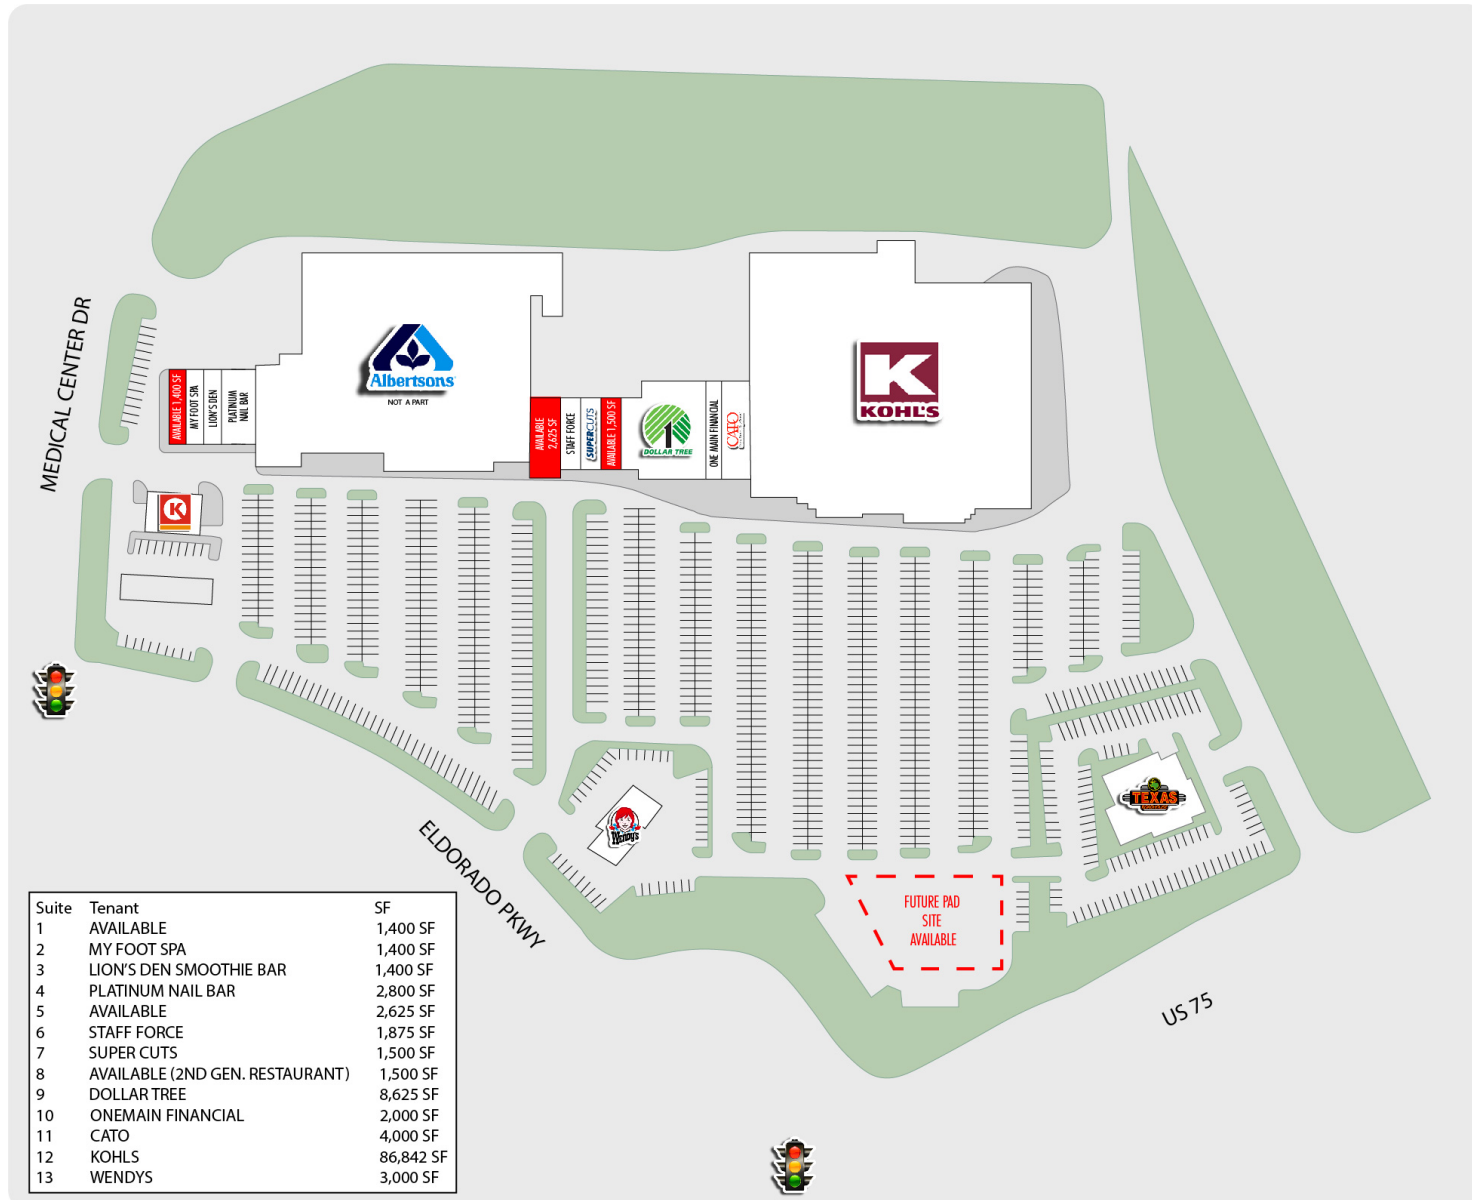 MEDICAL CENTER DR
AVAILABLE 1,400 SF
MY FOOT SPA
LION'S DEN
PLATINUM
NAIL BAR
Albertsons
NOT A PART
AVAILABLE
2,625 SF
STAFF FORCE
SUPERCUTS
AVAILABLE 1,500 SF
1
DOLLAR TREE
ONE MAIN FINANCIAL
CATO
K
KOHL'S
K
Wendy's
TEXAS
ELDORADO PKWY
FUTURE PAD
SITE
AVAILABLE
US 75
Suite Tenant SF
1 AVAILABLE 1,400 SF
2 MY FOOT SPA 1,400 SF
3 LION'S DEN SMOOTHIE BAR 1,400 SF
4 PLATINUM NAIL BAR 2,800 SF
5 AVAILABLE 2,625 SF
6 STAFF FORCE 1,875 SF
7 SUPER CUTS 1,500 SF
8 AVAILABLE (2ND GEN. RESTAURANT) 1,500 SF
9 DOLLAR TREE 8,625 SF
10 ONEMAIN FINANCIAL 2,000 SF
11 CATO 4,000 SF
12 KOHLS 86,842 SF
13 WENDYS 3,000 SF